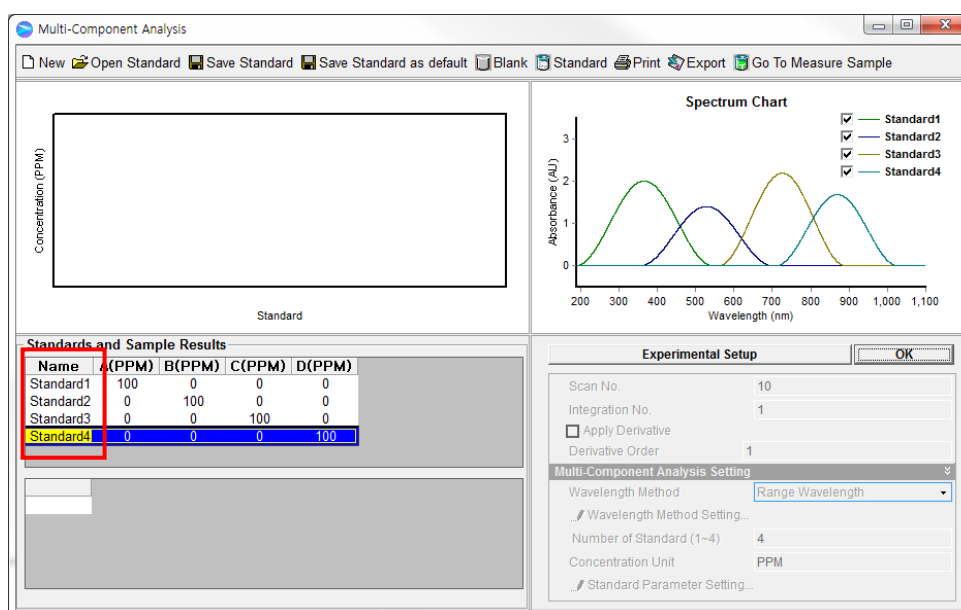 Multi-Component Analysis
New Open Standard Save Standard Save Standard as default Blank Standard Print Export Go To Measure Sample
Concentration (PPM)
Standard
Spectrum Chart
Standard1
Standard2
Standard3
Standard4
Absorbance (AU)
3
2
1
0
200 300 400 500 600 700 800 900 1,000 1,100
Wavelength (nm)
Standards and Sample Results
Name A(PPM) B(PPM) C(PPM) D(PPM)
Standard1 100 0 0 0
Standard2 0 100 0 0
Standard3 0 0 100 0
Standard4 0 0 0 100
Experimental Setup OK
Scan No. 10
Integration No. 1
Apply Derivative
Derivative Order 1
Multi-Component Analysis Setting
Wavelength Method Range Wavelength
Wavelength Method Setting...
Number of Standard (1~4) 4
Concentration Unit PPM
Standard Parameter Setting...